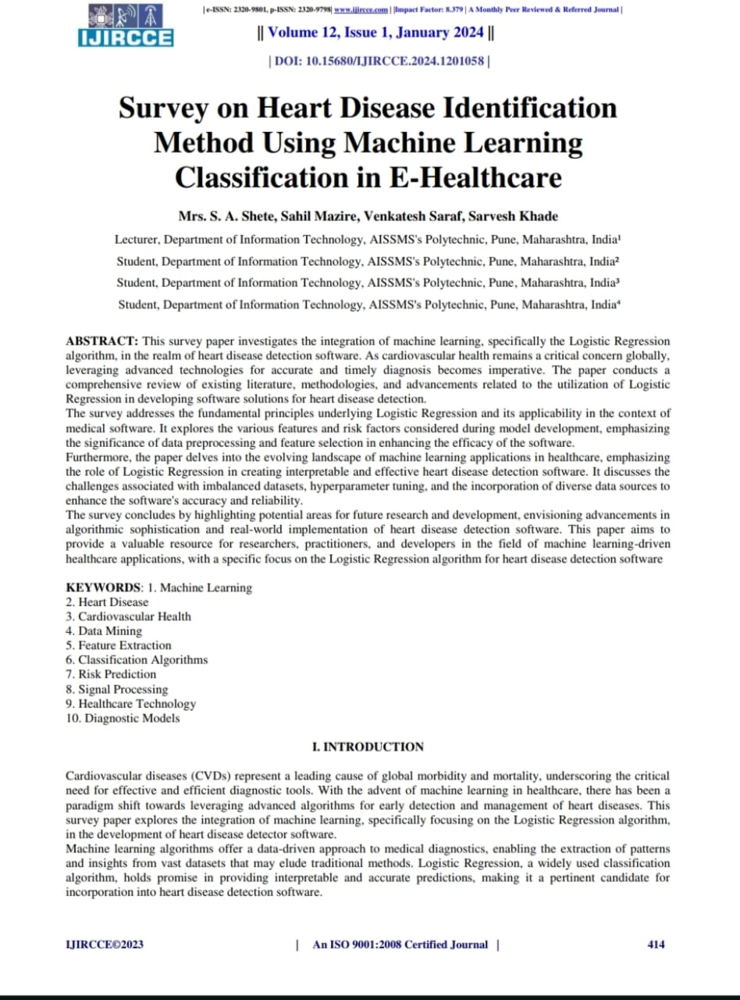 IJIRCCE
| e-ISSN: 2320-9801, p-ISSN: 2320-9798| www.ijircce.com | |Impact Factor: 8.379 | A Monthly Peer Reviewed & Referred Journal |
|| Volume 12, Issue 1, January 2024 ||
| DOI: 10.15680/IJIRCCE.2024.1201058 |
Survey on Heart Disease Identification
Method Using Machine Learning
Classification in E-Healthcare
Mrs. S. A. Shete, Sahil Mazire, Venkatesh Saraf, Sarvesh Khade
Lecturer, Department of Information Technology, AISSMS's Polytechnic, Pune, Maharashtra, India¹
Student, Department of Information Technology, AISSMS's Polytechnic, Pune, Maharashtra, India²
Student, Department of Information Technology, AISSMS's Polytechnic, Pune, Maharashtra, India³
Student, Department of Information Technology, AISSMS's Polytechnic, Pune, Maharashtra, India⁴
ABSTRACT: This survey paper investigates the integration of machine learning, specifically the Logistic Regression
algorithm, in the realm of heart disease detection software. As cardiovascular health remains a critical concern globally,
leveraging advanced technologies for accurate and timely diagnosis becomes imperative. The paper conducts a
comprehensive review of existing literature, methodologies, and advancements related to the utilization of Logistic
Regression in developing software solutions for heart disease detection.
The survey addresses the fundamental principles underlying Logistic Regression and its applicability in the context of
medical software. It explores the various features and risk factors considered during model development, emphasizing
the significance of data preprocessing and feature selection in enhancing the efficacy of the software.
Furthermore, the paper delves into the evolving landscape of machine learning applications in healthcare, emphasizing
the role of Logistic Regression in creating interpretable and effective heart disease detection software. It discusses the
challenges associated with imbalanced datasets, hyperparameter tuning, and the incorporation of diverse data sources to
enhance the software's accuracy and reliability.
The survey concludes by highlighting potential areas for future research and development, envisioning advancements in
algorithmic sophistication and real-world implementation of heart disease detection software. This paper aims to
provide a valuable resource for researchers, practitioners, and developers in the field of machine learning-driven
healthcare applications, with a specific focus on the Logistic Regression algorithm for heart disease detection software
KEYWORDS: 1. Machine Learning
2. Heart Disease
3. Cardiovascular Health
4. Data Mining
5. Feature Extraction
6. Classification Algorithms
7. Risk Prediction
8. Signal Processing
9. Healthcare Technology
10. Diagnostic Models
I. INTRODUCTION
Cardiovascular diseases (CVDs) represent a leading cause of global morbidity and mortality, underscoring the critical
need for effective and efficient diagnostic tools. With the advent of machine learning in healthcare, there has been a
paradigm shift towards leveraging advanced algorithms for early detection and management of heart diseases. This
survey paper explores the integration of machine learning, specifically focusing on the Logistic Regression algorithm,
in the development of heart disease detector software.
Machine learning algorithms offer a data-driven approach to medical diagnostics, enabling the extraction of patterns
and insights from vast datasets that may elude traditional methods. Logistic Regression, a widely used classification
algorithm, holds promise in providing interpretable and accurate predictions, making it a pertinent candidate for
incorporation into heart disease detection software.
IJIRCCE©2023 | An ISO 9001:2008 Certified Journal | 414